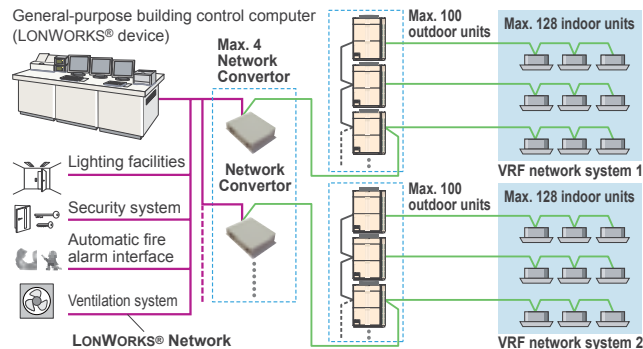 General-purpose building control computer
(LONWORKS® device)
Max. 4
Network
Convertor
Max. 100
outdoor units
Max. 128 indoor units
VRF network system 1
Lighting facilities
Security system
Automatic fire
alarm interface
Ventilation system
LONWORKS® Network
Network
Convertor
Max. 100
outdoor units
Max. 128 indoor units
VRF network system 2